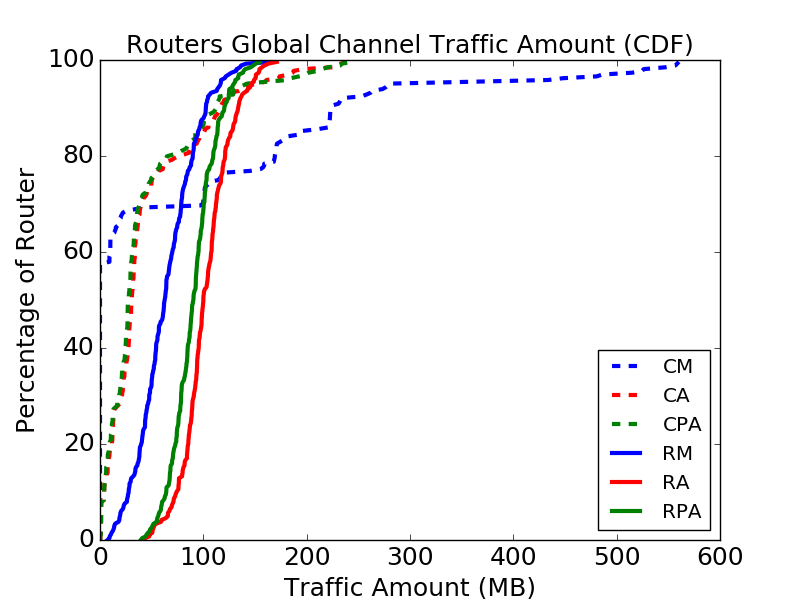 Routers Global Channel Traffic Amount (CDF)
100
80
60
40
20
0
Percentage of Router
CM
CA
CPA
RM
RA
RPA
0 100 200 300 400 500 600
Traffic Amount (MB)